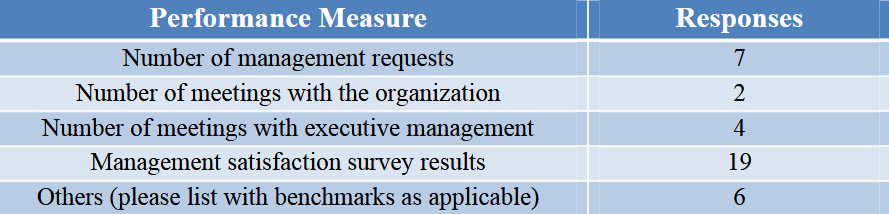 Performance Measure Responses
Number of management requests 7
Number of meetings with the organization 2
Number of meetings with executive management 4
Management satisfaction survey results 19
Others (please list with benchmarks as applicable) 6